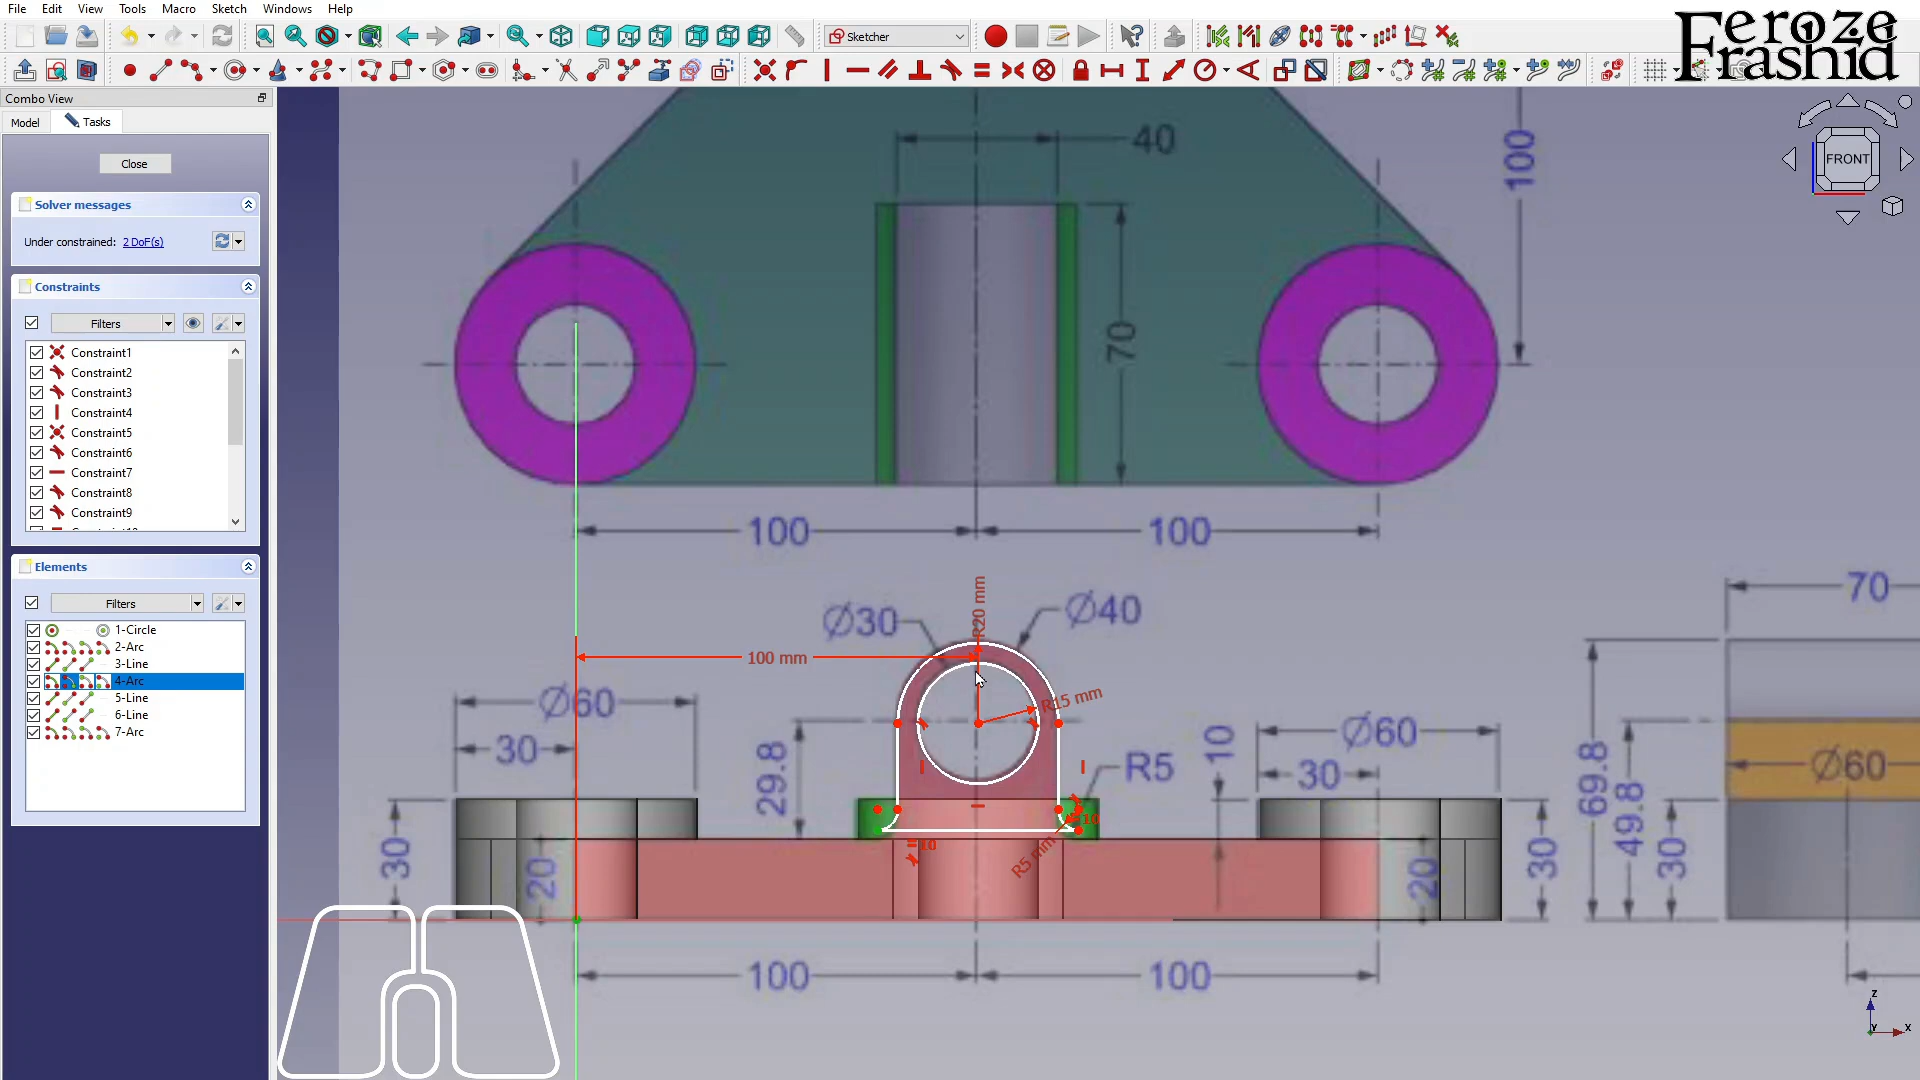 File Edit View Tools Macro Sketch Windows Help
Feroze
Frashid
Sketcher
Combo View
Model Tasks
Close
Solver messages
Under constrained: 2 DoF(s)
Constraints
Filters
Constraint1
Constraint2
Constraint3
Constraint4
Constraint5
Constraint6
Constraint7
Constraint8
Constraint9
Elements
Filters
1-Circle
2-Arc
3-Line
4-Arc
5-Line
6-Line
7-Arc
FRONT
40
100
70
100 100
R20 mm
Ø30 Ø40
100 mm
R15 mm
Ø60
30
29.8
R5
10
Ø60
30
10
10
R5 mm
30
20
20
30
100 100
70
69.8
49.8
30
Ø60
z
Y
x